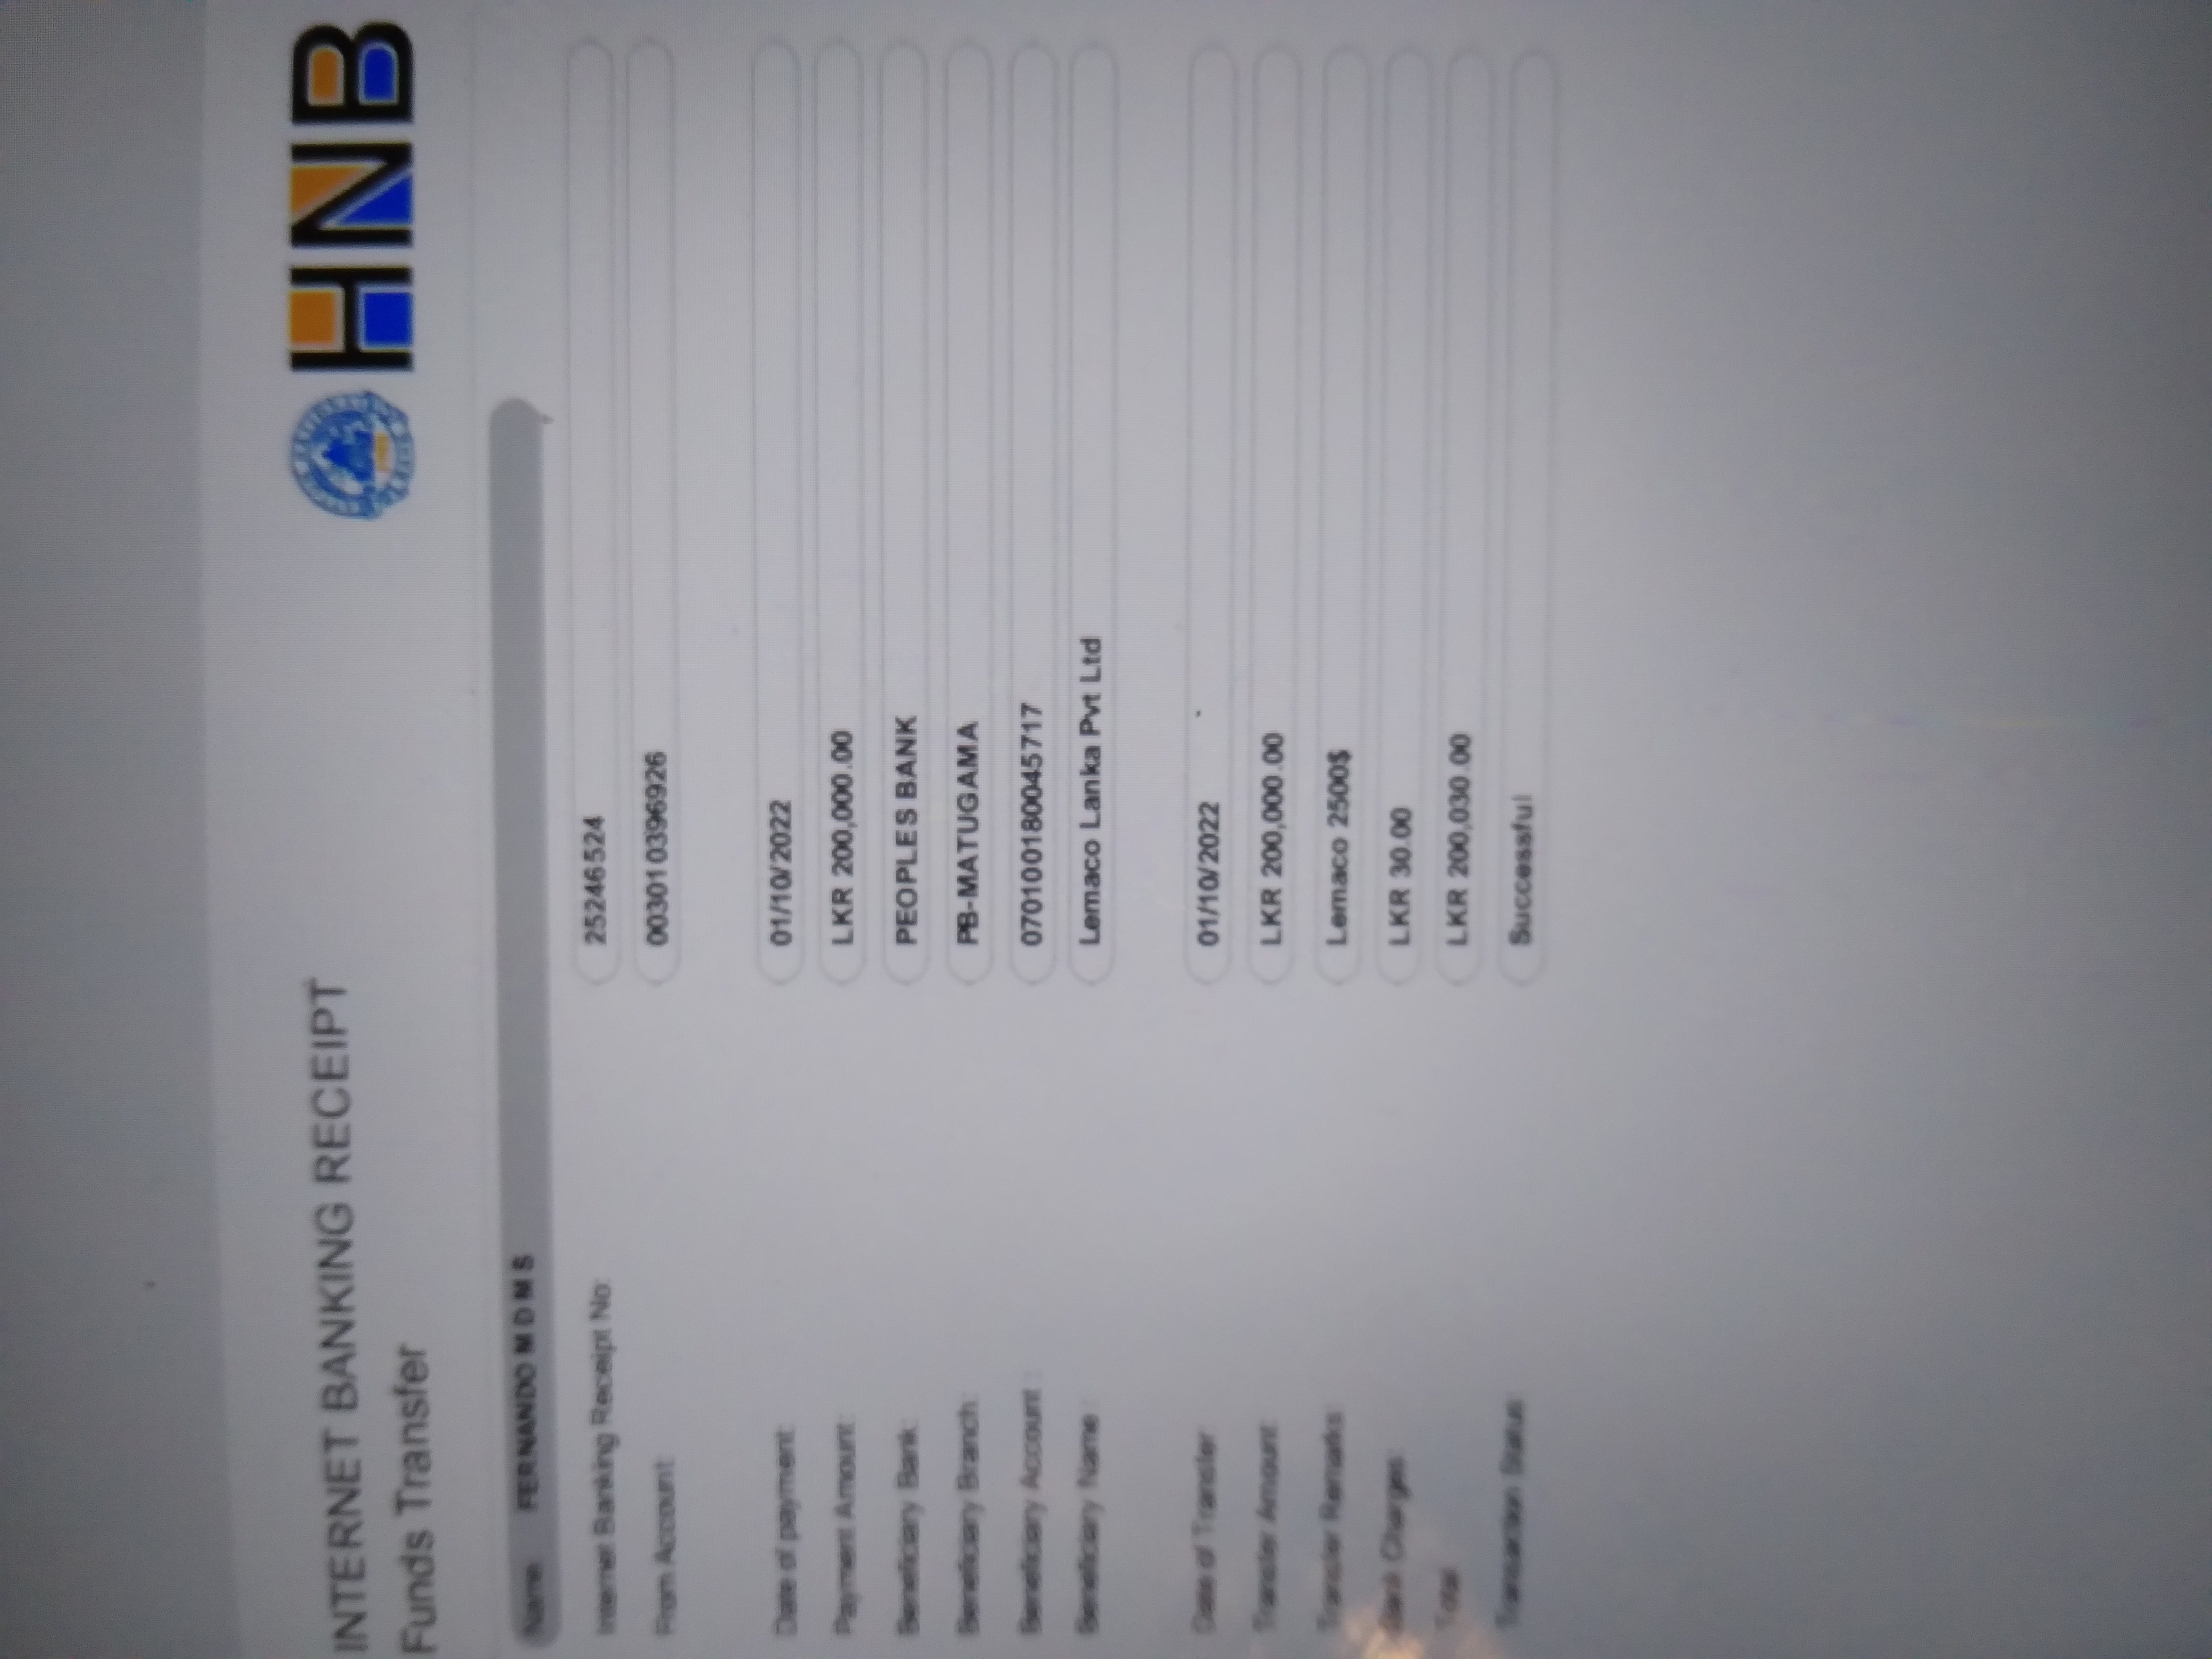 INTERNET BANKING RECEIPT
Funds Transfer
HNB
Name: FERNANDO M D M S
Internet Banking Receipt No: 25246524
From Account: 003010396926
Date of payment: 01/10/2022
Payment Amount: LKR 200,000.00
Beneficiary Bank: PEOPLES BANK
Beneficiary Branch: PB-MATUGAMA
Beneficiary Account : 070100180045717
Beneficiary Name : Lemaco Lanka Pvt Ltd
Date of Transfer 01/10/2022
Transfer Amount: LKR 200,000.00
Transfer Remarks Lemaco 2500$
Bank Charges LKR 30.00
Total LKR 200,030.00
Transaction Status Successful